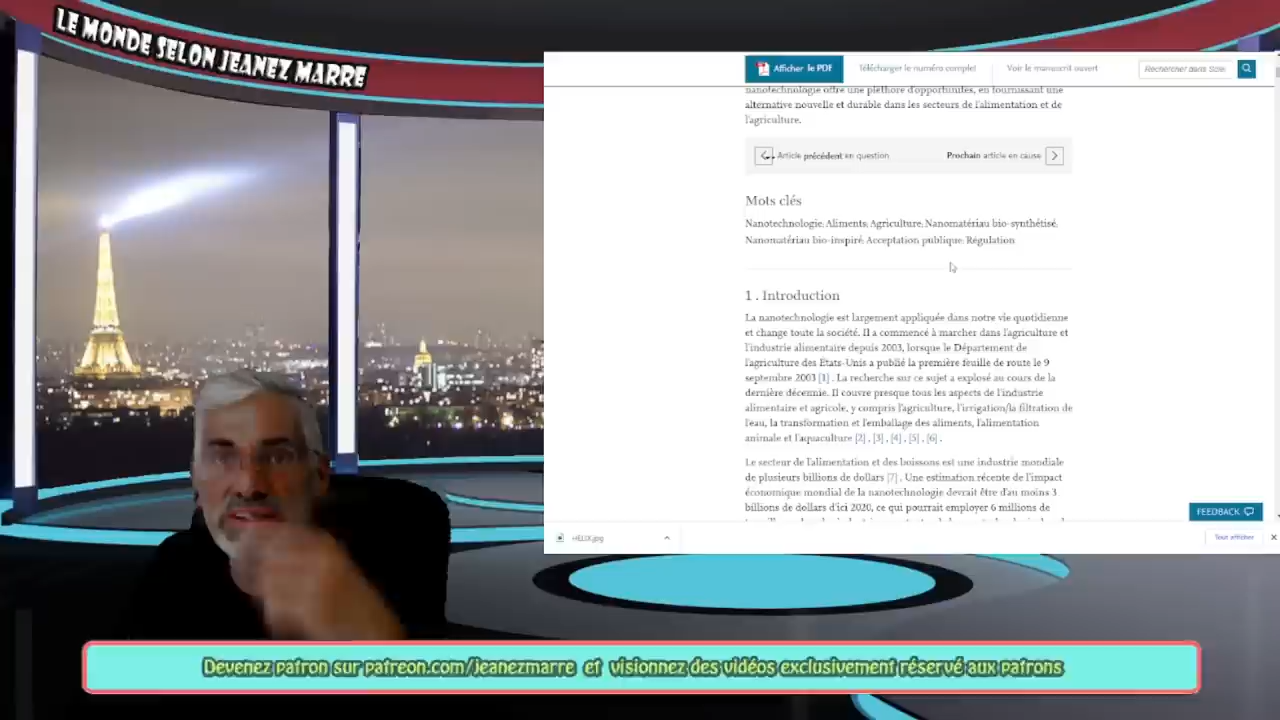 LE MONDE SELON JEANEZ MARRE
Afficher le PDF
Télécharger le numéro complet
Voir le manuscrit ouvert
Rechercher dans Scie
nanotechnologie offre une pléthore d'opportunités, en fournissant une
alternative nouvelle et durable dans les secteurs de l'alimentation et de
l'agriculture.
Article précédent en question
Prochain article en cause
Mots clés
Nanotechnologie; Aliments; Agriculture; Nanomatériau bio-synthétisé;
Nanomatériau bio-inspiré; Acceptation publique; Régulation
1 . Introduction
La nanotechnologie est largement appliquée dans notre vie quotidienne
et change toute la société. Il a commencé à marcher dans l'agriculture et
l'industrie alimentaire depuis 2003, lorsque le Département de
l'agriculture des États-Unis a publié la première feuille de route le 9
septembre 2003 [1] . La recherche sur ce sujet a explosé au cours de la
dernière décennie. Il couvre presque tous les aspects de l'industrie
alimentaire et agricole, y compris l'agriculture, l'irrigation/la filtration de
l'eau, la transformation et l'emballage des aliments, l'alimentation
animale et l'aquaculture [2] , [3] , [4] , [5] , [6] .
Le secteur de l'alimentation et des boissons est une industrie mondiale
de plusieurs billions de dollars [7] . Une estimation récente de l'impact
économique mondial de la nanotechnologie devrait être d'au moins 3
billions de dollars d'ici 2020, ce qui pourrait employer 6 millions de
FEEDBACK
HELIX.jpg
Tout afficher
Devenez patron sur patreon.com/jeanezmarre et visionnez des vidéos exclusivement réservé aux patrons